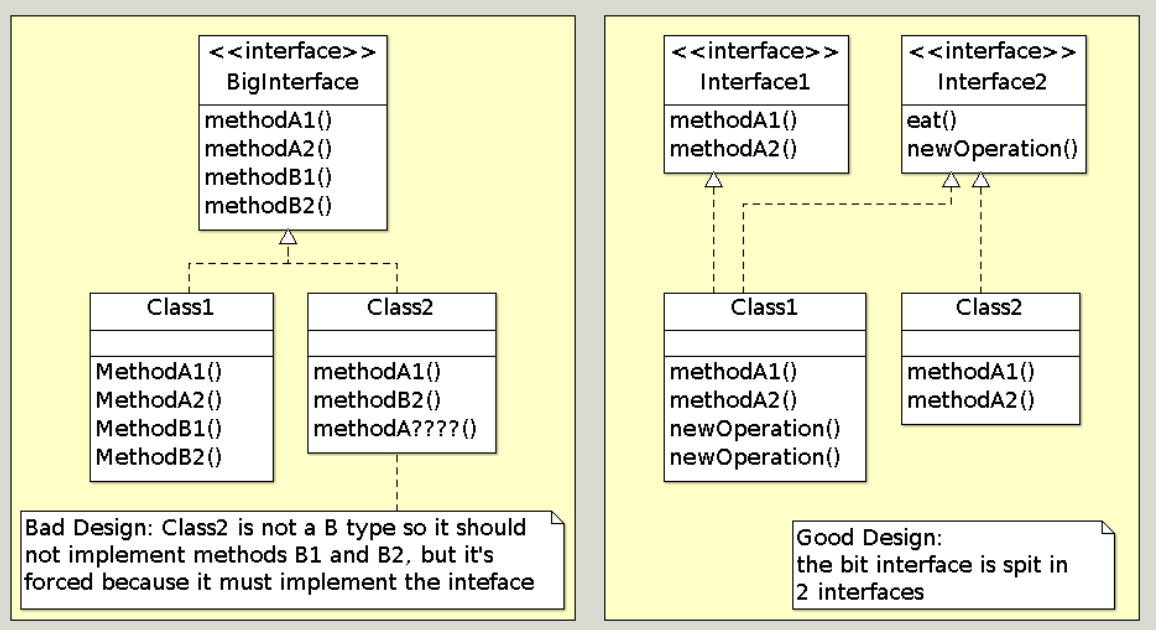 <<interface>>
BigInterface
methodA1()
methodA2()
methodB1()
methodB2()
Class1
MethodA1()
MethodA2()
MethodB1()
MethodB2()
Class2
methodA1()
methodB2()
methodA????()
Bad Design: Class2 is not a B type so it should
not implement methods B1 and B2, but it's
forced because it must implement the inteface
<<interface>>
Interface1
methodA1()
methodA2()
<<interface>>
Interface2
eat()
newOperation()
Class1
methodA1()
methodA2()
newOperation()
newOperation()
Class2
methodA1()
methodA2()
Good Design:
the bit interface is spit in
2 interfaces